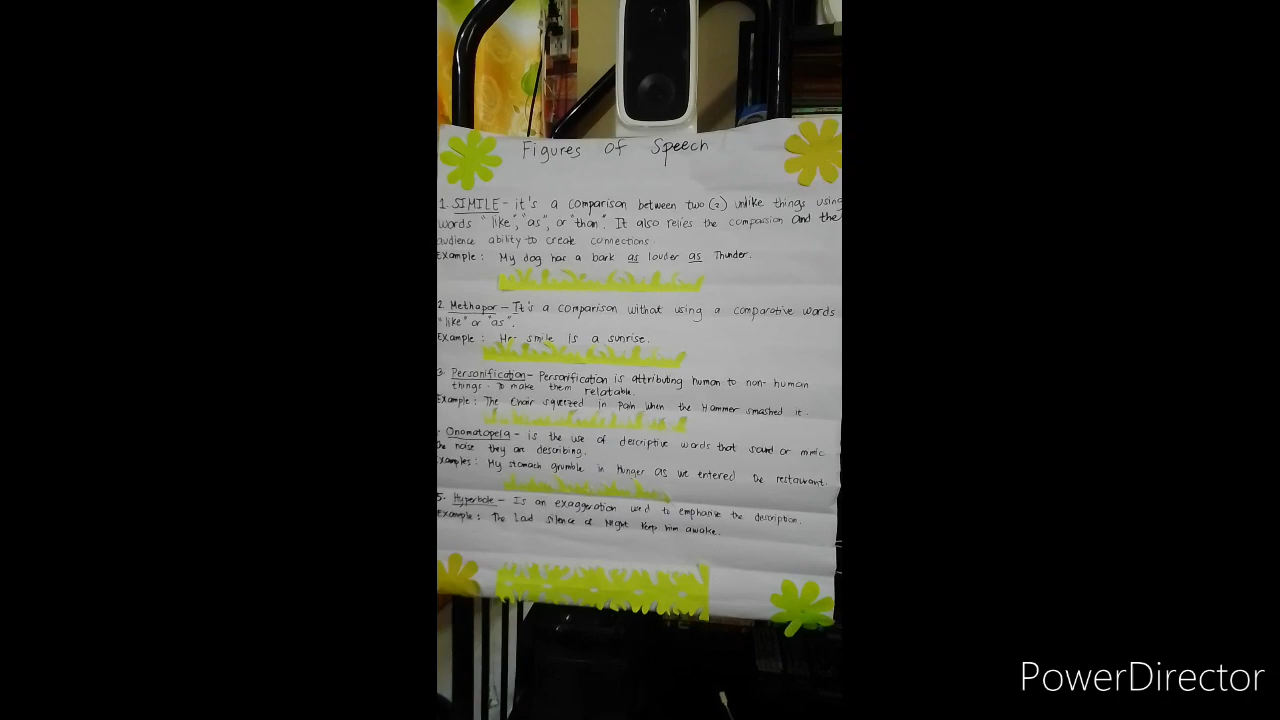 Figures of Speech
1. SIMILE - it's a comparison between two (2) unlike things using
words "like", "as", or "than". It also relies the compassion and the
audience ability to create connections.
Example: My dog has a bark as louder as Thunder.
2. Methapor - It's a comparison without using a comparative words
"like" or "as".
Example: Her smile is a sunrise.
3. Personification - Personification is attributing human to non-human
things. To make them relatable.
Example: The Chair squeezed in pain when the Hammer smashed it.
Onomatopeia - is the use of descriptive words that sound or mimic
the noise they are describing.
Examples: My stomach grumble in Hunger as we entered the restaurant.
5. Hyperbole - Is an exaggeration used to emphasize the description.
Example: The Loud silence of Night keep him awake.
PowerDirector